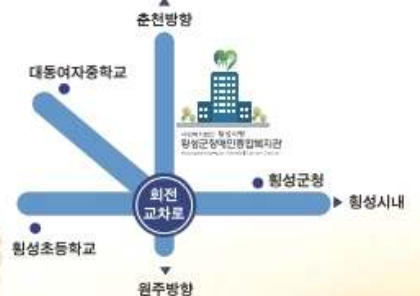 춘천방향
대동여자중학교
횡성군장애인종합복지관
회전
교차로
횡성군청
횡성시내
횡성초등학교
원주방향